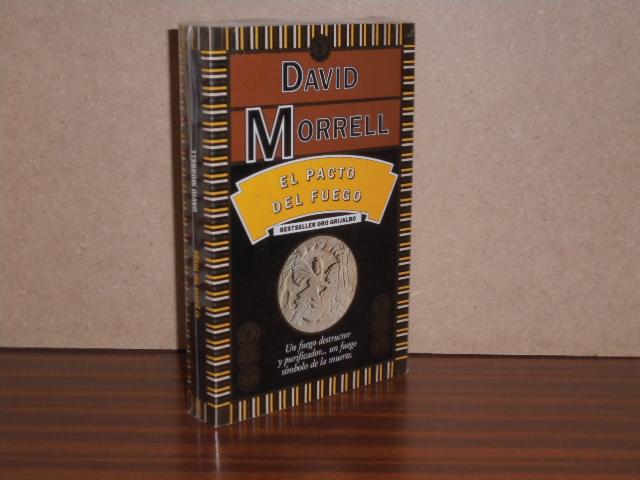 DAVID
MORRELL
EL PACTO
DEL FUEGO
BESTSELLER ORO GRIJALBO
Un fuego destructor
y purificador... un fuego
símbolo de la muerte.
DAVID MORRELL